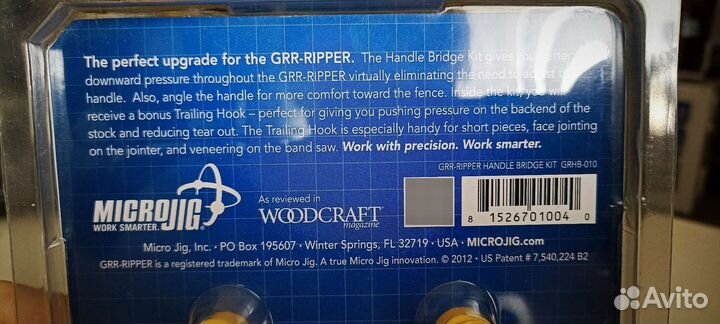 The perfect upgrade for the GRR-RIPPER. The Handle Bridge Kit gives you better
downward pressure throughout the GRR-RIPPER virtually eliminating the need to adjust the
handle. Also, angle the handle for more comfort toward the fence. Inside the kit, you will
receive a bonus Trailing Hook – perfect for giving you pushing pressure on the backend of the
stock and reducing tear out. The Trailing Hook is especially handy for short pieces, face jointing
on the jointer, and veneering on the band saw. Work with precision. Work smarter.
GRR-RIPPER HANDLE BRIDGE KIT GRHB-010
MICROJIG
WORK SMARTER.
As reviewed in
WOODCRAFT
magazine
8 1526701004 0
Micro Jig, Inc. • PO Box 195607 • Winter Springs, FL 32719 • USA • MICROJIG.com
GRR-RIPPER is a registered trademark of Micro Jig. A true Micro Jig innovation. © 2012 • US Patent # 7,540,224 B2
Avito